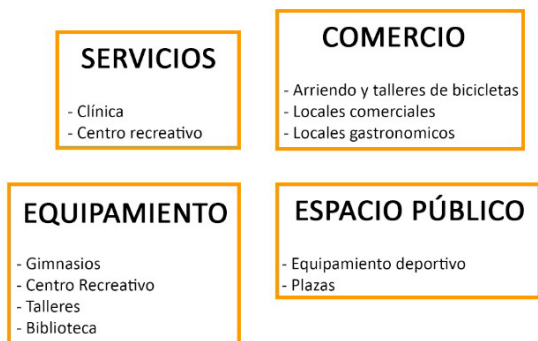 SERVICIOS
- Clínica
- Centro recreativo
COMERCIO
- Arriendo y talleres de bicicletas
- Locales comerciales
- Locales gastronomicos
EQUIPAMIENTO
- Gimnasios
- Centro Recreativo
- Talleres
- Biblioteca
ESPACIO PÚBLICO
- Equipamiento deportivo
- Plazas